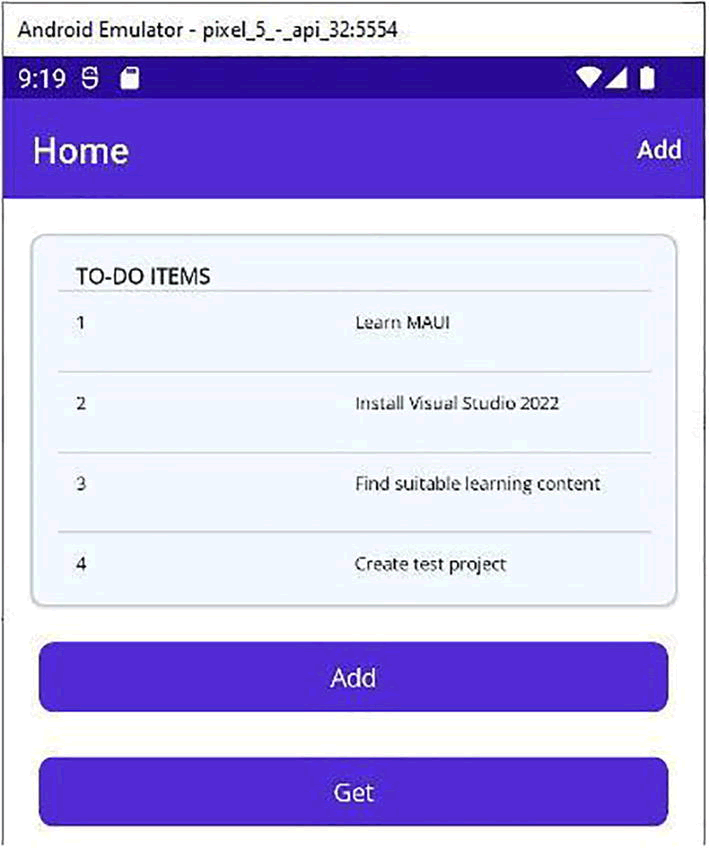 Android Emulator - pixel_5_-_api_32:5554
9:19
Home Add
TO-DO ITEMS
1 Learn MAUI
2 Install Visual Studio 2022
3 Find suitable learning content
4 Create test project
Add
Get